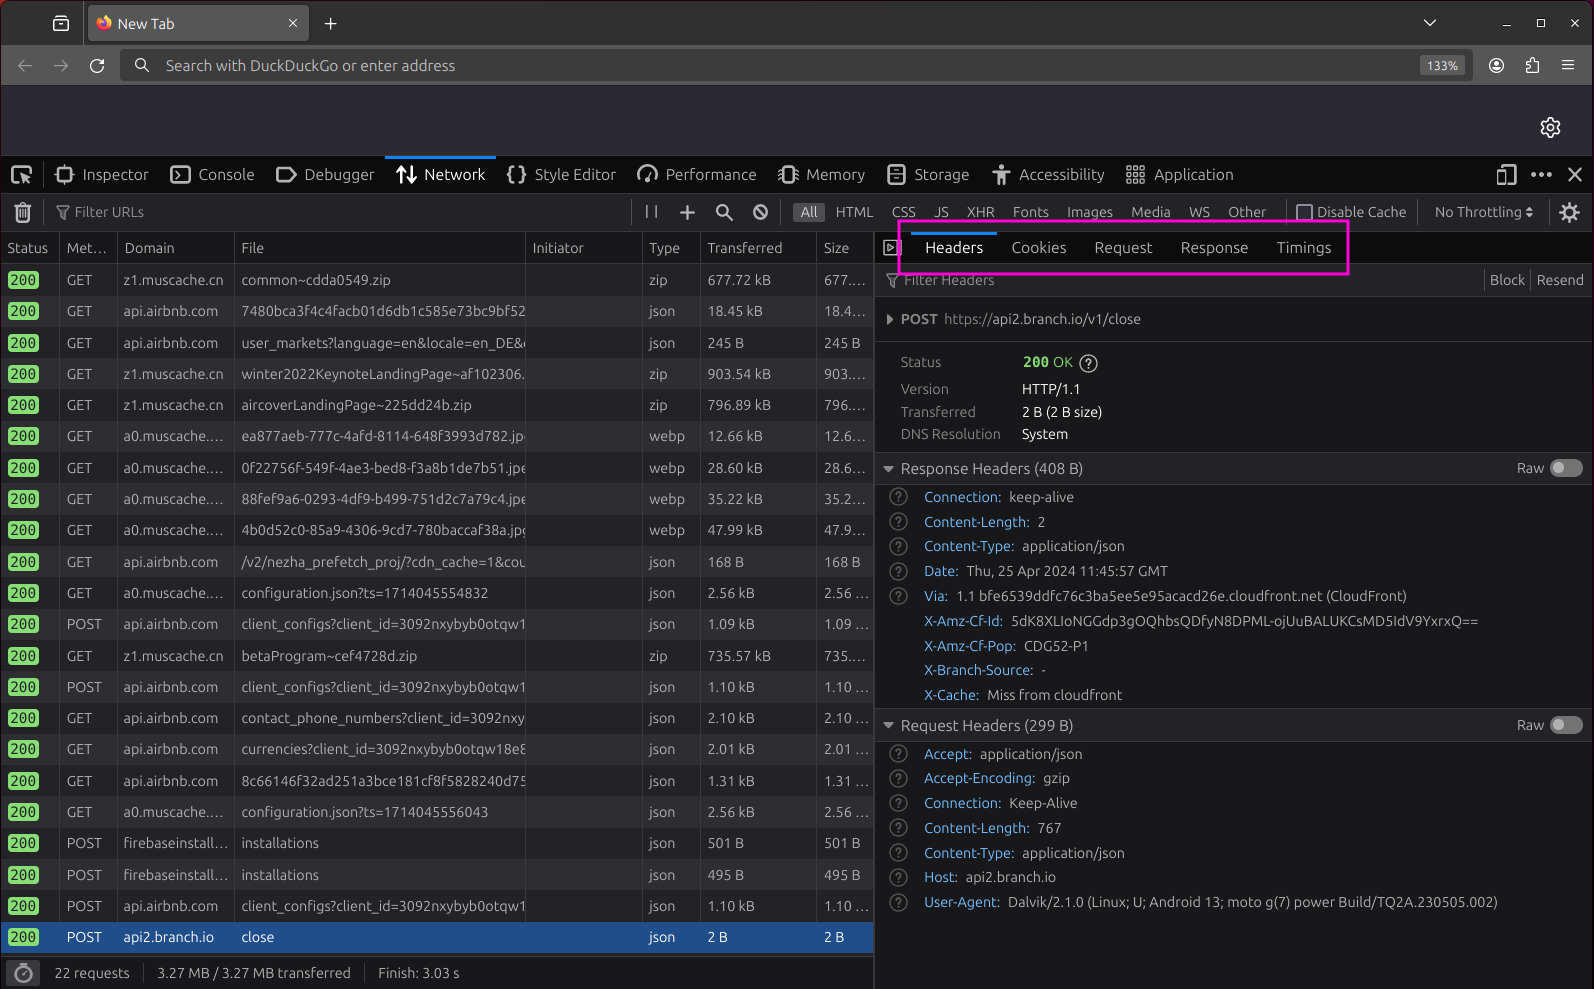 New Tab
Search with DuckDuckGo or enter address
133%
Inspector Console Debugger Network Style Editor Performance Memory Storage Accessibility Application
Filter URLs
All HTML CSS JS XHR Fonts Images Media WS Other Disable Cache No Throttling
Status Met... Domain File Initiator Type Transferred Size
200 GET z1.muscache.cn common~cdda0549.zip zip 677.72 kB 677....
200 GET api.airbnb.com 7480bca3f4c4facb01d6db1c585e73bc9bf52 json 18.45 kB 18.4...
200 GET api.airbnb.com user_markets?language=en&locale=en_DE& json 245 B 245 B
200 GET z1.muscache.cn winter2022KeynoteLandingPage~af102306. zip 903.54 kB 903....
200 GET z1.muscache.cn aircoverLandingPage~225dd24b.zip zip 796.89 kB 796....
200 GET a0.muscache.... ea877aeb-777c-4afd-8114-648f3993d782.jp webp 12.66 kB 12.6...
200 GET a0.muscache.... 0f22756f-549f-4ae3-bed8-f3a8b1de7b51.jpe webp 28.60 kB 28.6...
200 GET a0.muscache.... 88fef9a6-0293-4df9-b499-751d2c7a79c4.jpe webp 35.22 kB 35.2...
200 GET a0.muscache.... 4b0d52c0-85a9-4306-9cd7-780baccaf38a.jpg webp 47.99 kB 47.9...
200 GET api.airbnb.com /v2/nezha_prefetch_proj/?cdn_cache=1&cou json 168 B 168 B
200 GET a0.muscache.... configuration.json?ts=1714045554832 json 2.56 kB 2.56 ...
200 POST api.airbnb.com client_configs?client_id=3092nxybyb0otqw1 json 1.09 kB 1.09 ...
200 GET z1.muscache.cn betaProgram~cef4728d.zip zip 735.57 kB 735....
200 POST api.airbnb.com client_configs?client_id=3092nxybyb0otqw1 json 1.10 kB 1.10 ...
200 GET api.airbnb.com contact_phone_numbers?client_id=3092nxy json 2.10 kB 2.10 ...
200 GET api.airbnb.com currencies?client_id=3092nxybyb0otqw18e8 json 2.01 kB 2.01 ...
200 GET api.airbnb.com 8c66146f32ad251a3bce181cf8f5828240d75 json 1.31 kB 1.31 ...
200 GET a0.muscache.... configuration.json?ts=1714045556043 json 2.56 kB 2.56 ...
200 POST firebaseinstall... installations json 501 B 501 B
200 POST firebaseinstall... installations json 495 B 495 B
200 POST api.airbnb.com client_configs?client_id=3092nxybyb0otqw1 json 1.10 kB 1.10 ...
200 POST api2.branch.io close json 2 B 2 B
22 requests 3.27 MB / 3.27 MB transferred Finish: 3.03 s
Headers Cookies Request Response Timings
Filter Headers Block Resend
POST https://api2.branch.io/v1/close
Status 200 OK
Version HTTP/1.1
Transferred 2 B (2 B size)
DNS Resolution System
Response Headers (408 B) Raw
Connection: keep-alive
Content-Length: 2
Content-Type: application/json
Date: Thu, 25 Apr 2024 11:45:57 GMT
Via: 1.1 bfe6539ddfc76c3ba5ee5e95acacd26e.cloudfront.net (CloudFront)
X-Amz-Cf-Id: 5dK8XLIoNGGdp3gOQhbsQDfyN8DPML-ojUuBALUKCsMD5IdV9YxrxQ==
X-Amz-Cf-Pop: CDG52-P1
X-Branch-Source: -
X-Cache: Miss from cloudfront
Request Headers (299 B) Raw
Accept: application/json
Accept-Encoding: gzip
Connection: Keep-Alive
Content-Length: 767
Content-Type: application/json
Host: api2.branch.io
User-Agent: Dalvik/2.1.0 (Linux; U; Android 13; moto g(7) power Build/TQ2A.230505.002)